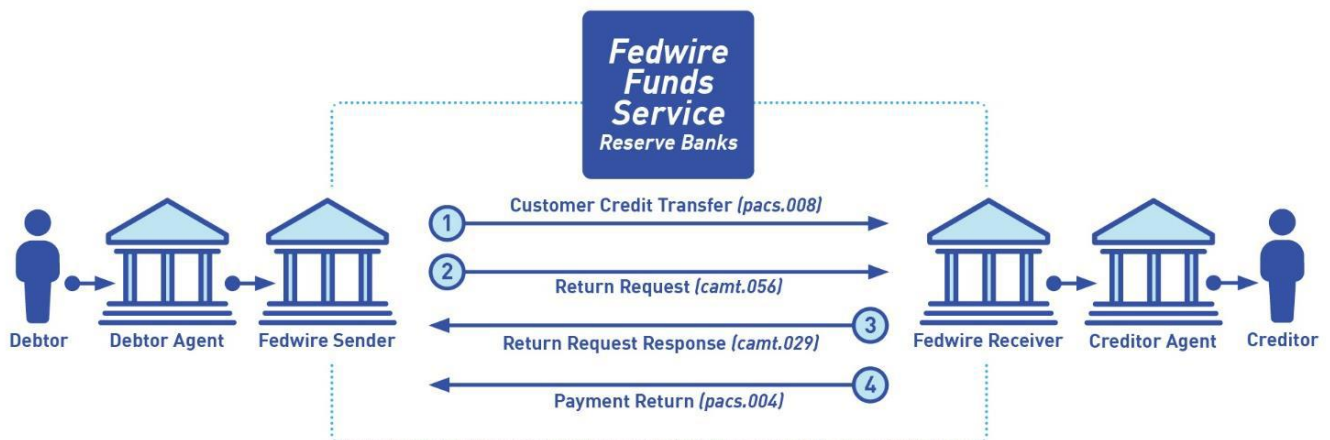 Fedwire
Funds
Service
Reserve Banks
1
Customer Credit Transfer (pacs.008)
2
Return Request (camt.056)
3
Return Request Response (camt.029)
4
Payment Return (pacs.004)
Debtor
Debtor Agent
Fedwire Sender
Fedwire Receiver
Creditor Agent
Creditor